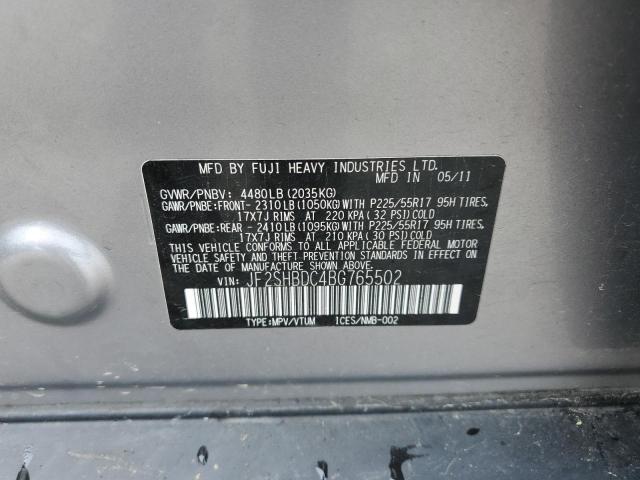 MFD BY FUJI HEAVY INDUSTRIES LTD.
MFD IN 05/11
GVWR/PNBV: 4480LB (2035KG)
GAWR/PNBE:FRONT- 2310LB(1050KG)WITH P225/55R17 95H TIRES,
17X7J RIMS AT 220 KPA ( 32 PSI) COLD
GAWR/PNBE:REAR - 2410LB(1095KG)WITH P225/55R17 95H TIRES,
17X7J RIMS AT 210 KPA ( 30 PSI) COLD
THIS VEHICLE CONFORMS TO ALL APPLICABLE FEDERAL MOTOR
VEHICLE SAFETY AND THEFT PREVENTION STANDARDS IN EFFECT ON
THE DATE OF MANUFACTURE SHOWN ABOVE.
VIN: JF2SHBDC4BG765502
TYPE:MPV/VTUM ICES/NMB-002